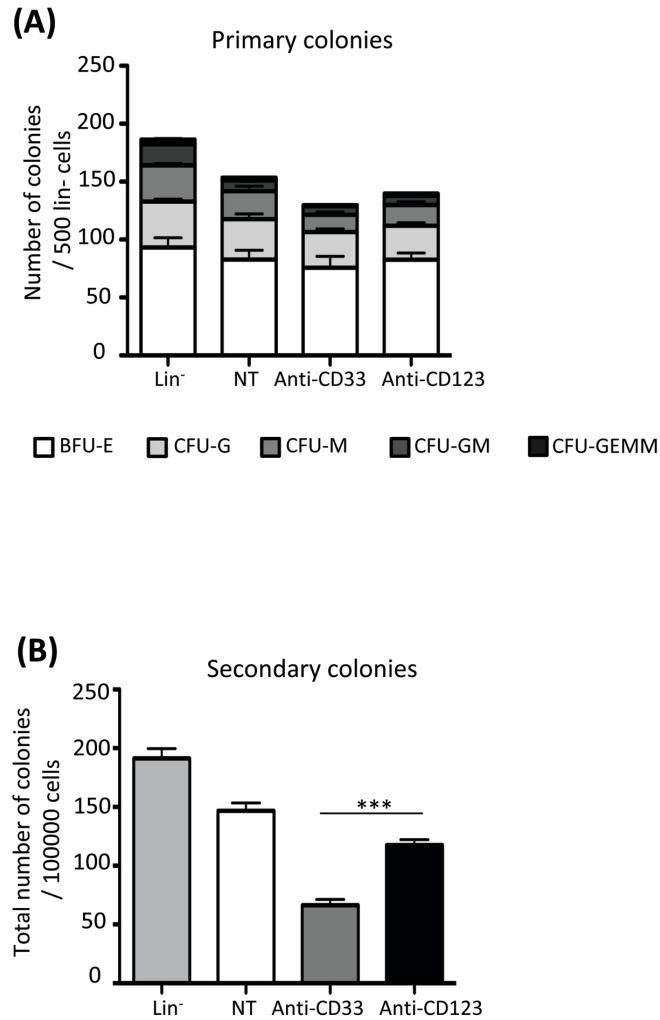 (A)
Primary colonies
Number of colonies
/ 500 lin- cells
250
200
150
100
50
0
Lin-
NT
Anti-CD33
Anti-CD123
BFU-E
CFU-G
CFU-M
CFU-GM
CFU-GEMM
(B)
Secondary colonies
Total number of colonies
/ 100000 cells
250
200
150
100
50
0
***
Lin-
NT
Anti-CD33
Anti-CD123